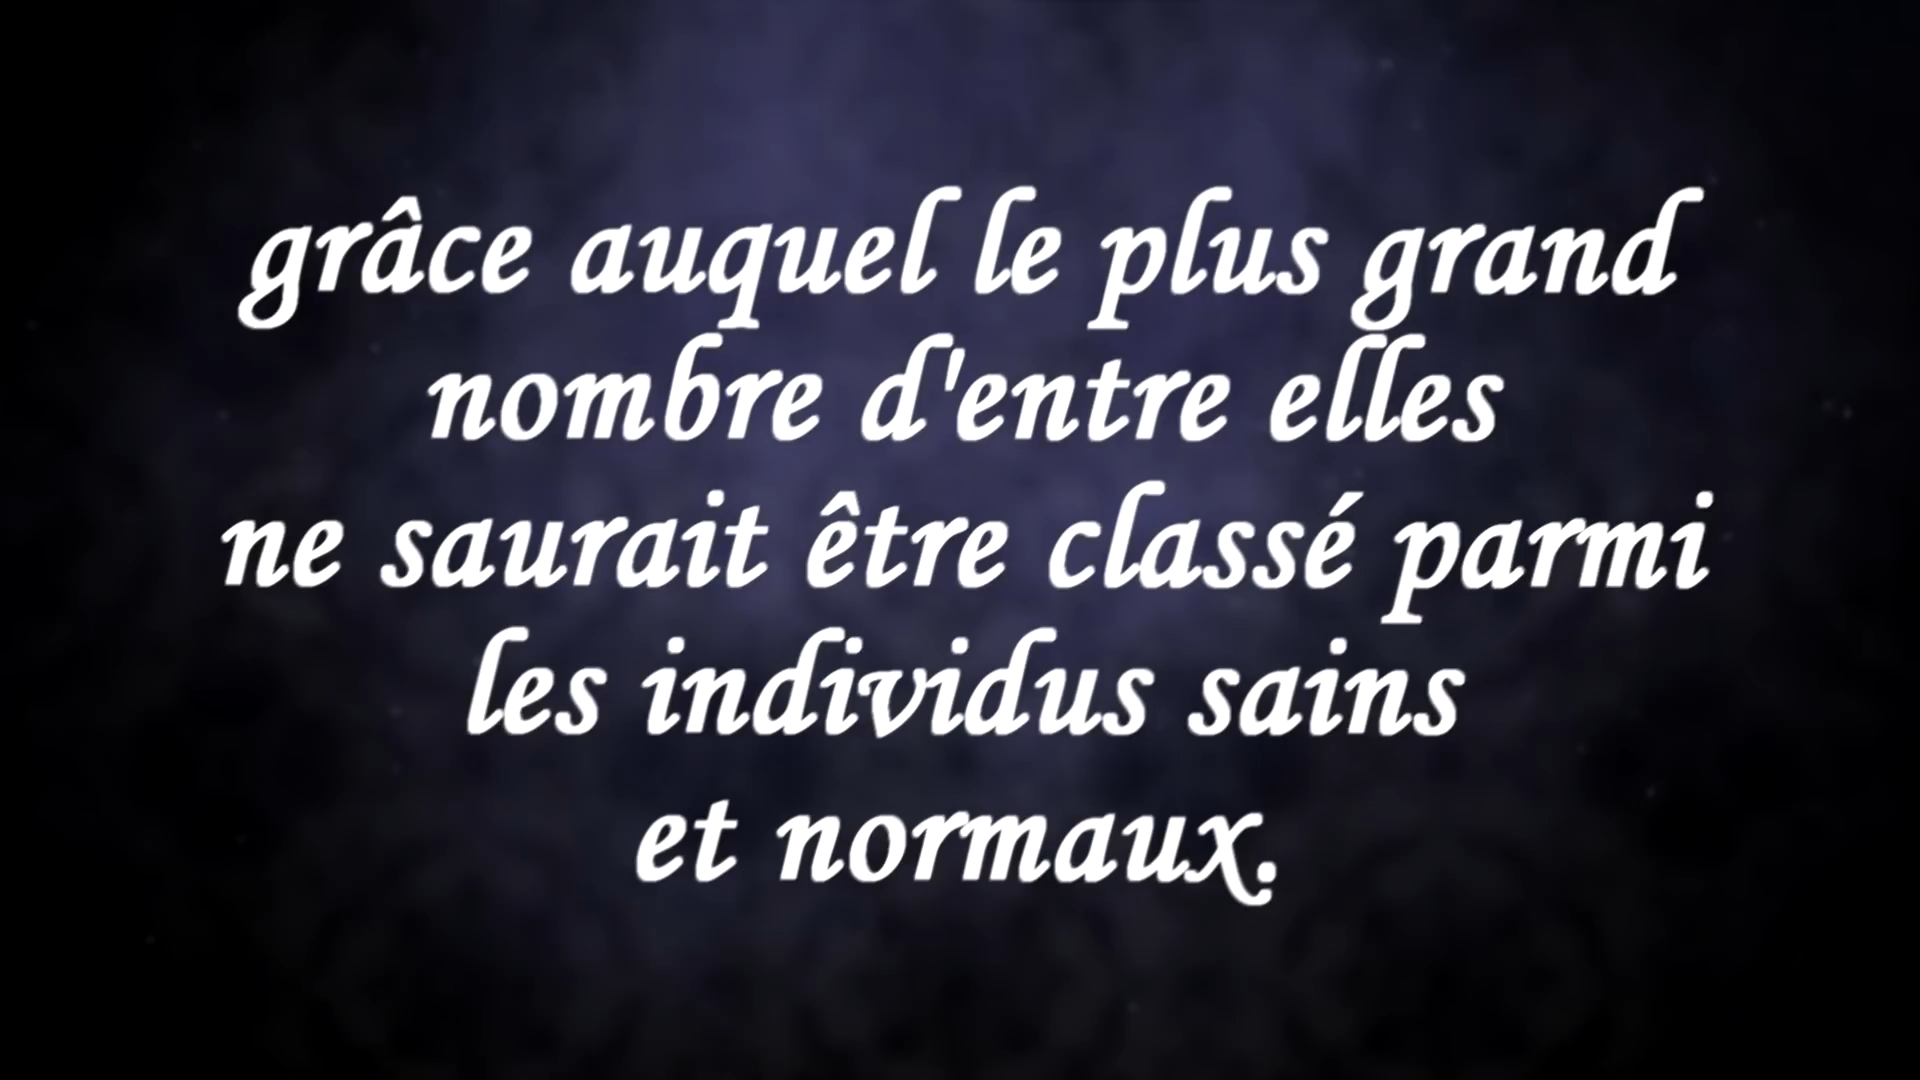 grâce auquel le plus grand
nombre d'entre elles
ne saurait être classé parmi
les individus sains
et normaux.